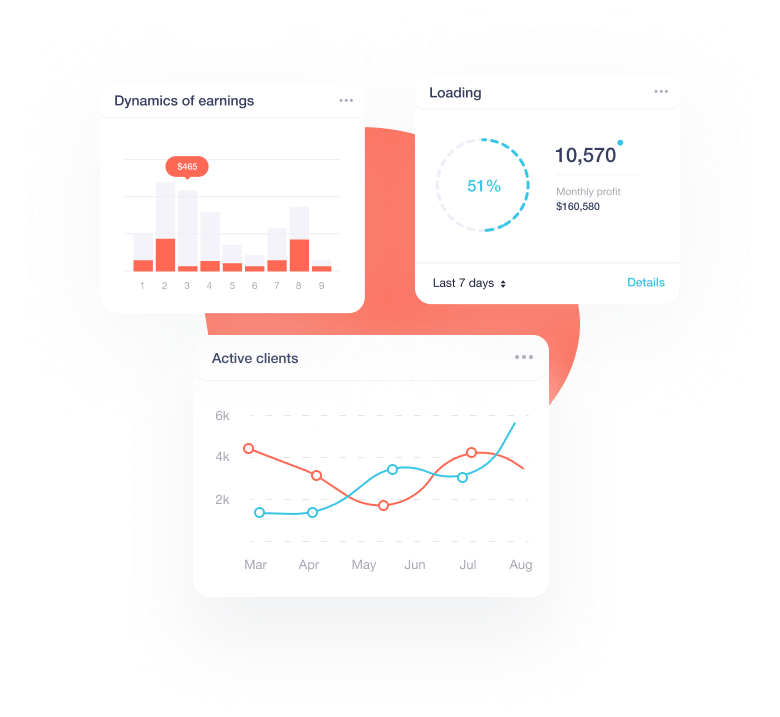 Dynamics of earnings
$465
1 2 3 4 5 6 7 8 9
Loading
51%
10,570
Monthly profit
$160,580
Last 7 days
Details
Active clients
6k
4k
2k
Mar Apr May Jun Jul Aug